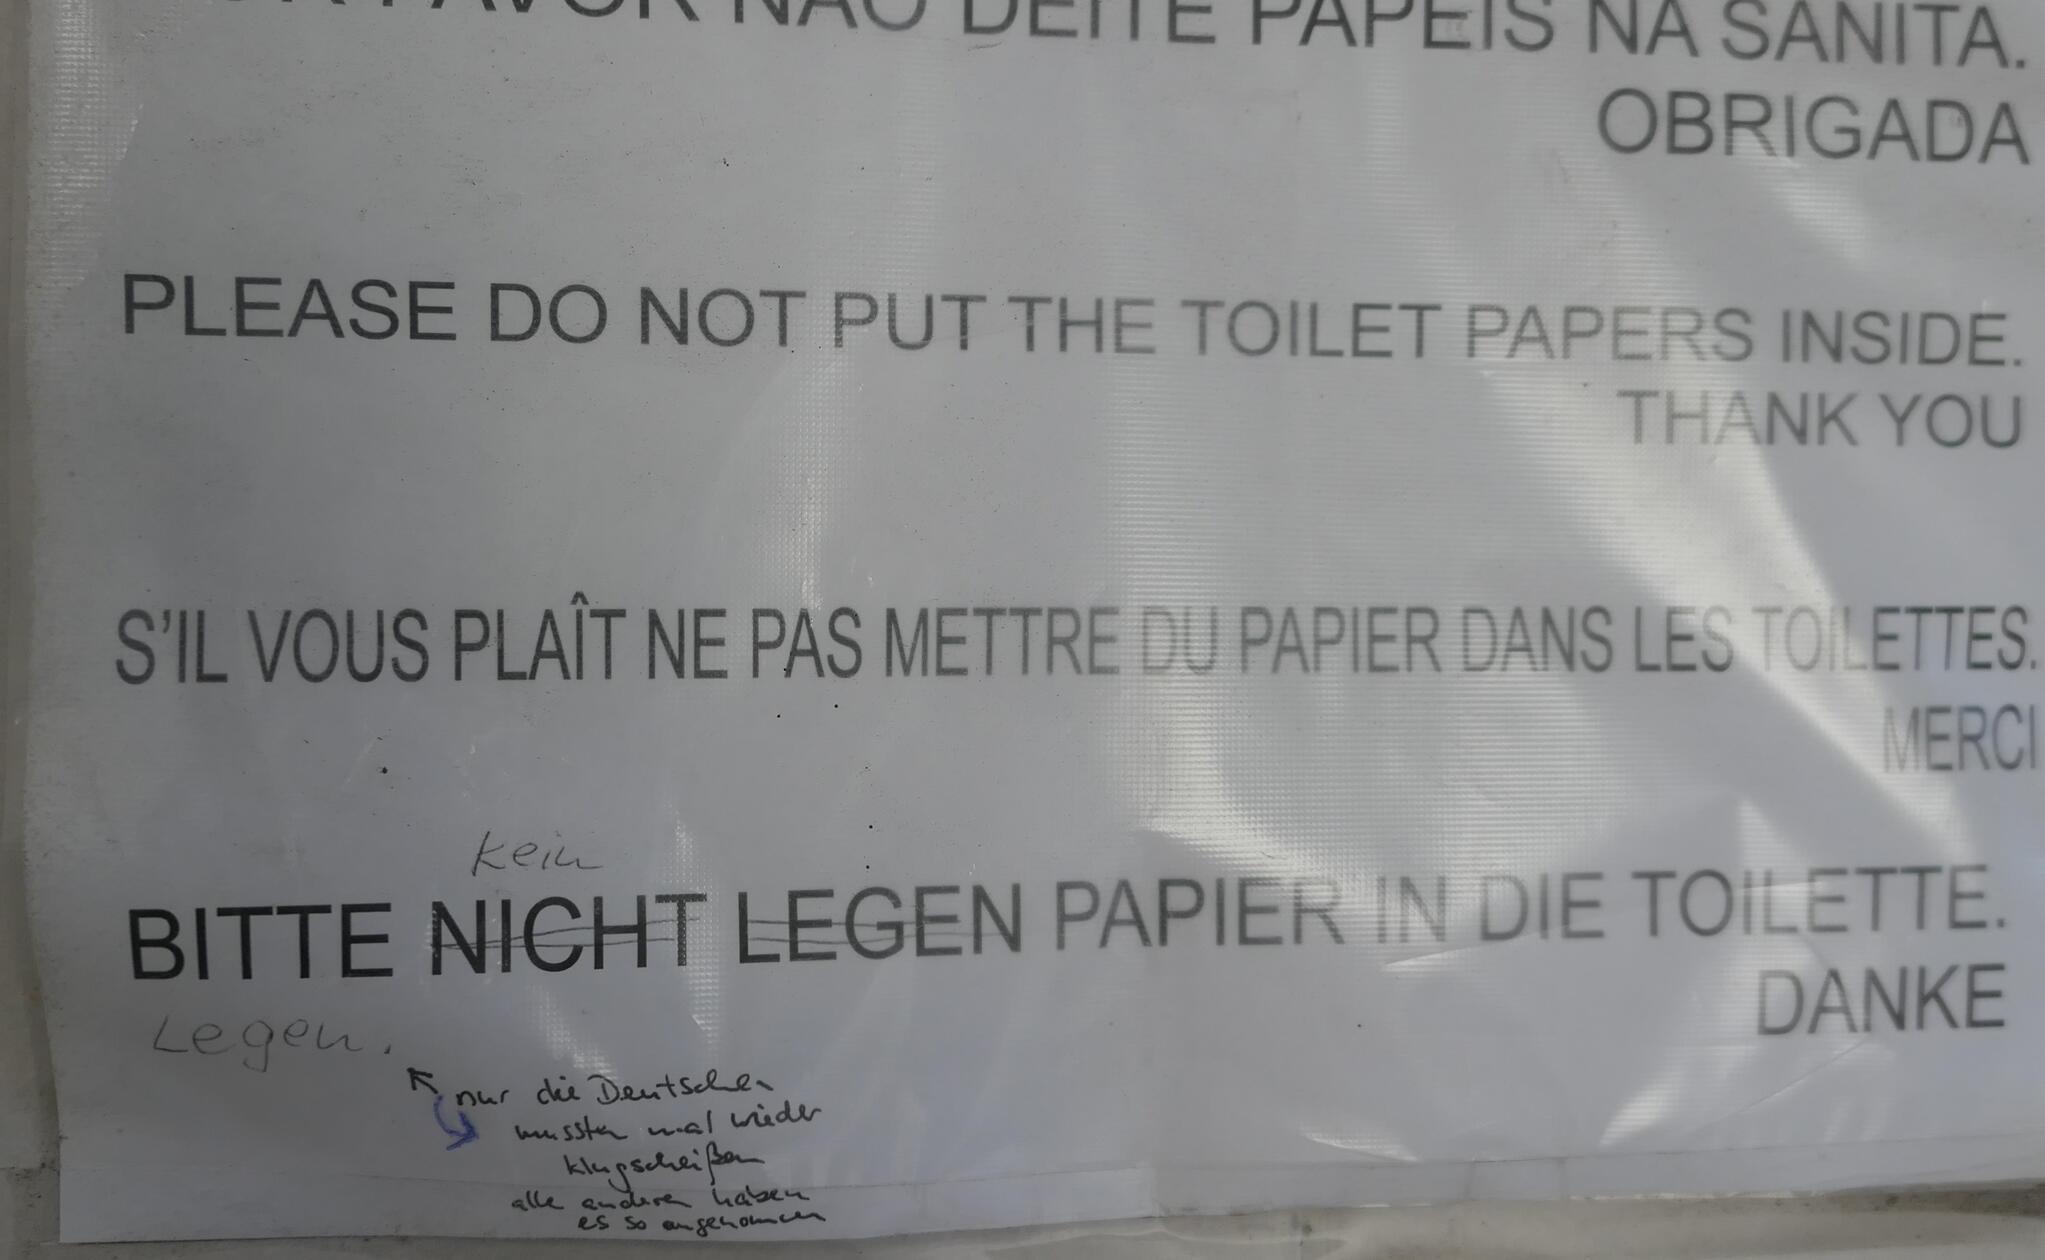 FAVOR NÃO DEITE PAPEIS NA SANITA.
OBRIGADA
PLEASE DO NOT PUT THE TOILET PAPERS INSIDE.
THANK YOU
S'IL VOUS PLAÎT NE PAS METTRE DU PAPIER DANS LES TOILETTES.
MERCI
kein
BITTE NICHT LEGEN PAPIER IN DIE TOILETTE.
DANKE
Legen.
nur die Deutschen
mussten mal wieder
klugscheißen
alle anderen haben
es so angenommen